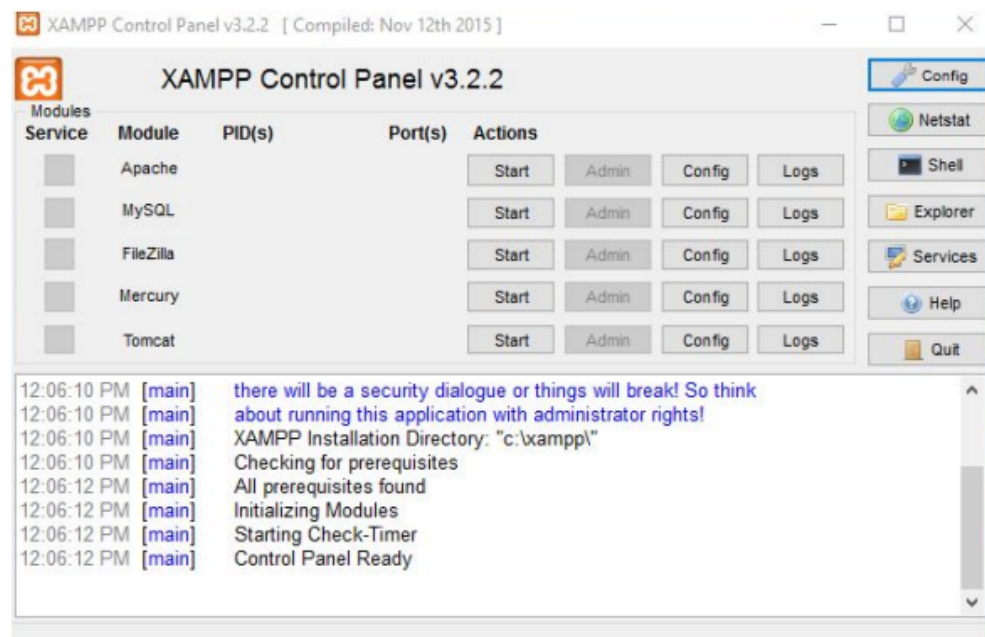 XAMPP Control Panel v3.2.2 [ Compiled: Nov 12th 2015 ]
XAMPP Control Panel v3.2.2
Config
Modules
Service Module PID(s) Port(s) Actions
Netstat
Apache Start Admin Config Logs
Shell
MySQL Start Admin Config Logs
Explorer
FileZilla Start Admin Config Logs
Services
Mercury Start Admin Config Logs
Help
Tomcat Start Admin Config Logs
Quit
12:06:10 PM [main] there will be a security dialogue or things will break! So think
12:06:10 PM [main] about running this application with administrator rights!
12:06:10 PM [main] XAMPP Installation Directory: "c:\xampp\"
12:06:10 PM [main] Checking for prerequisites
12:06:12 PM [main] All prerequisites found
12:06:12 PM [main] Initializing Modules
12:06:12 PM [main] Starting Check-Timer
12:06:12 PM [main] Control Panel Ready